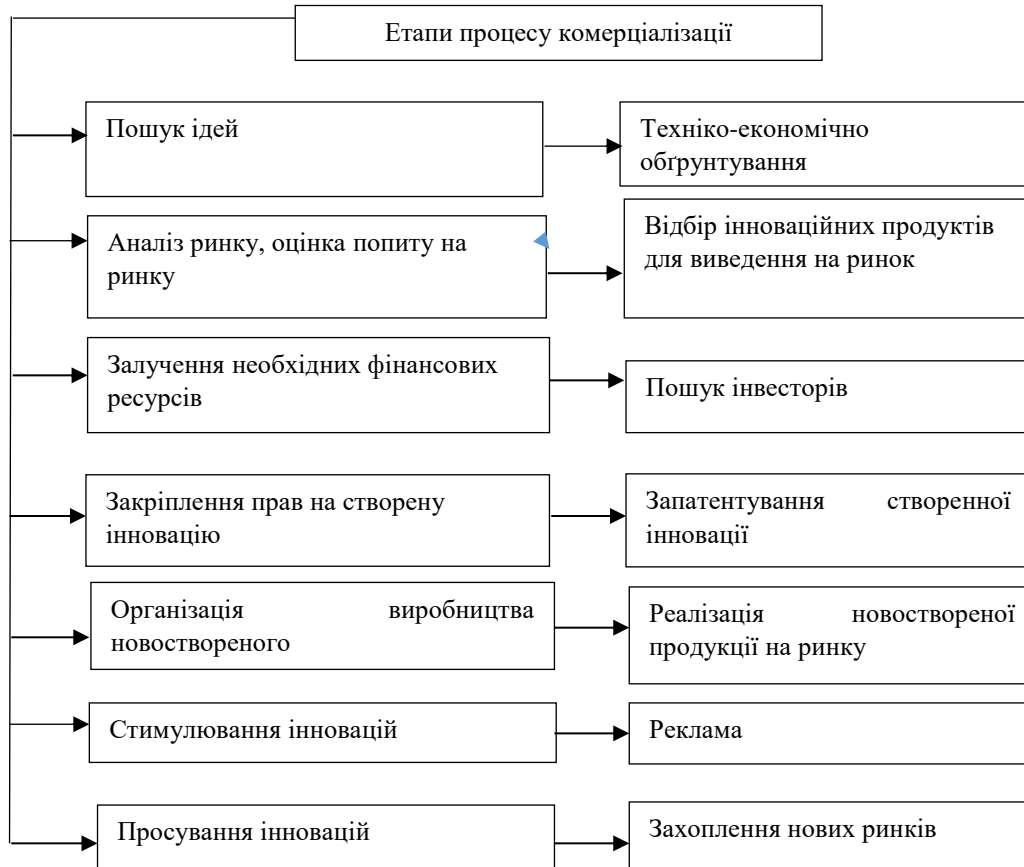 Етапи процесу комерціалізації
Пошук ідей
Техніко-економічно
обґрунтування
Аналіз ринку, оцінка попиту на
ринку
Відбір інноваційних продуктів
для виведення на ринок
Залучення необхідних фінансових
ресурсів
Пошук інвесторів
Закріплення прав на створену
інновацію
Запатентування створенної
інновації
Організація виробництва
новоствореного
Реалізація новоствореної
продукції на ринку
Стимулювання інновацій
Реклама
Просування інновацій
Захоплення нових ринків